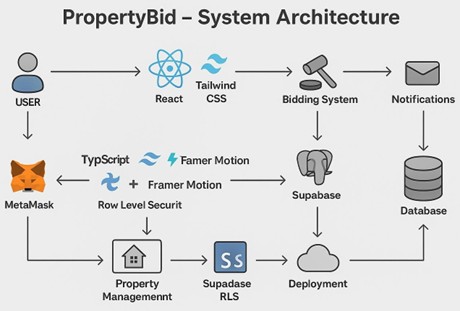 PropertyBid – System Architecture
USER
React
Tailwind
CSS
Bidding System
Notifications
TypScript
Famer Motion
+
Framer Motion
MetaMask
Row Level Securit
Supabase
Database
Property
Managemennt
Ss
Supadase
RLS
Deployment